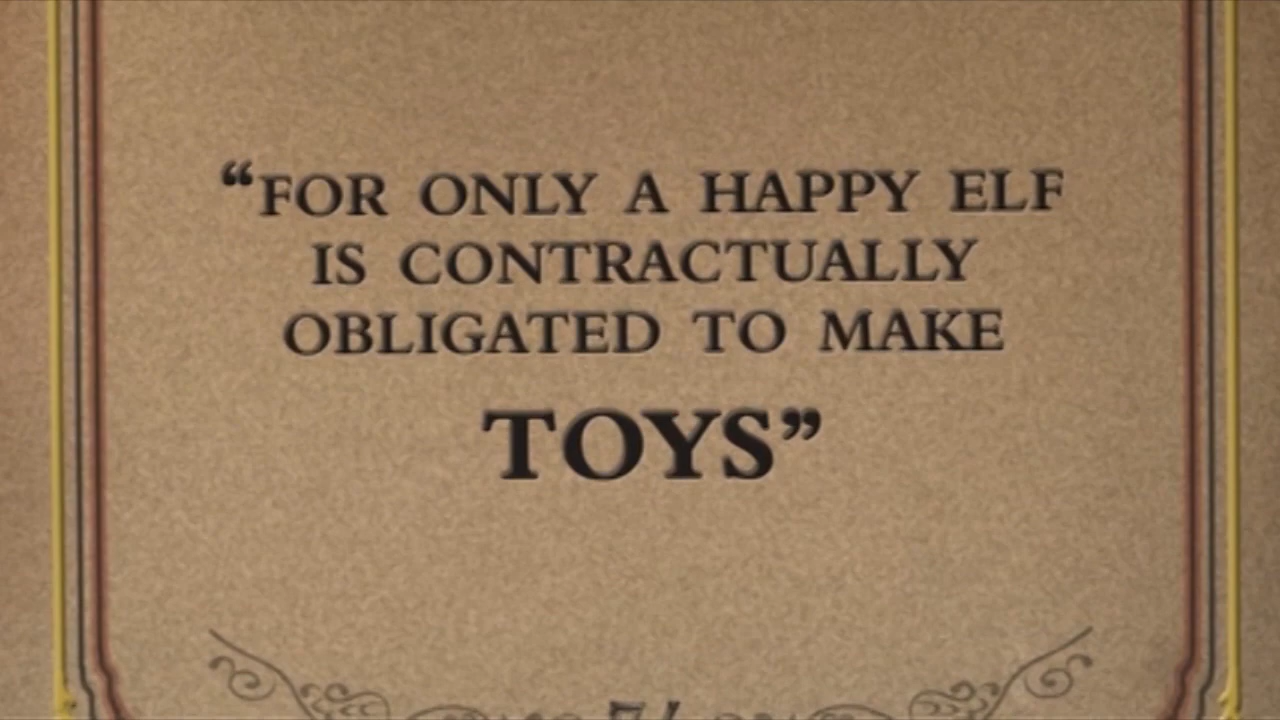 “FOR ONLY A HAPPY ELF
IS CONTRACTUALLY
OBLIGATED TO MAKE
TOYS”